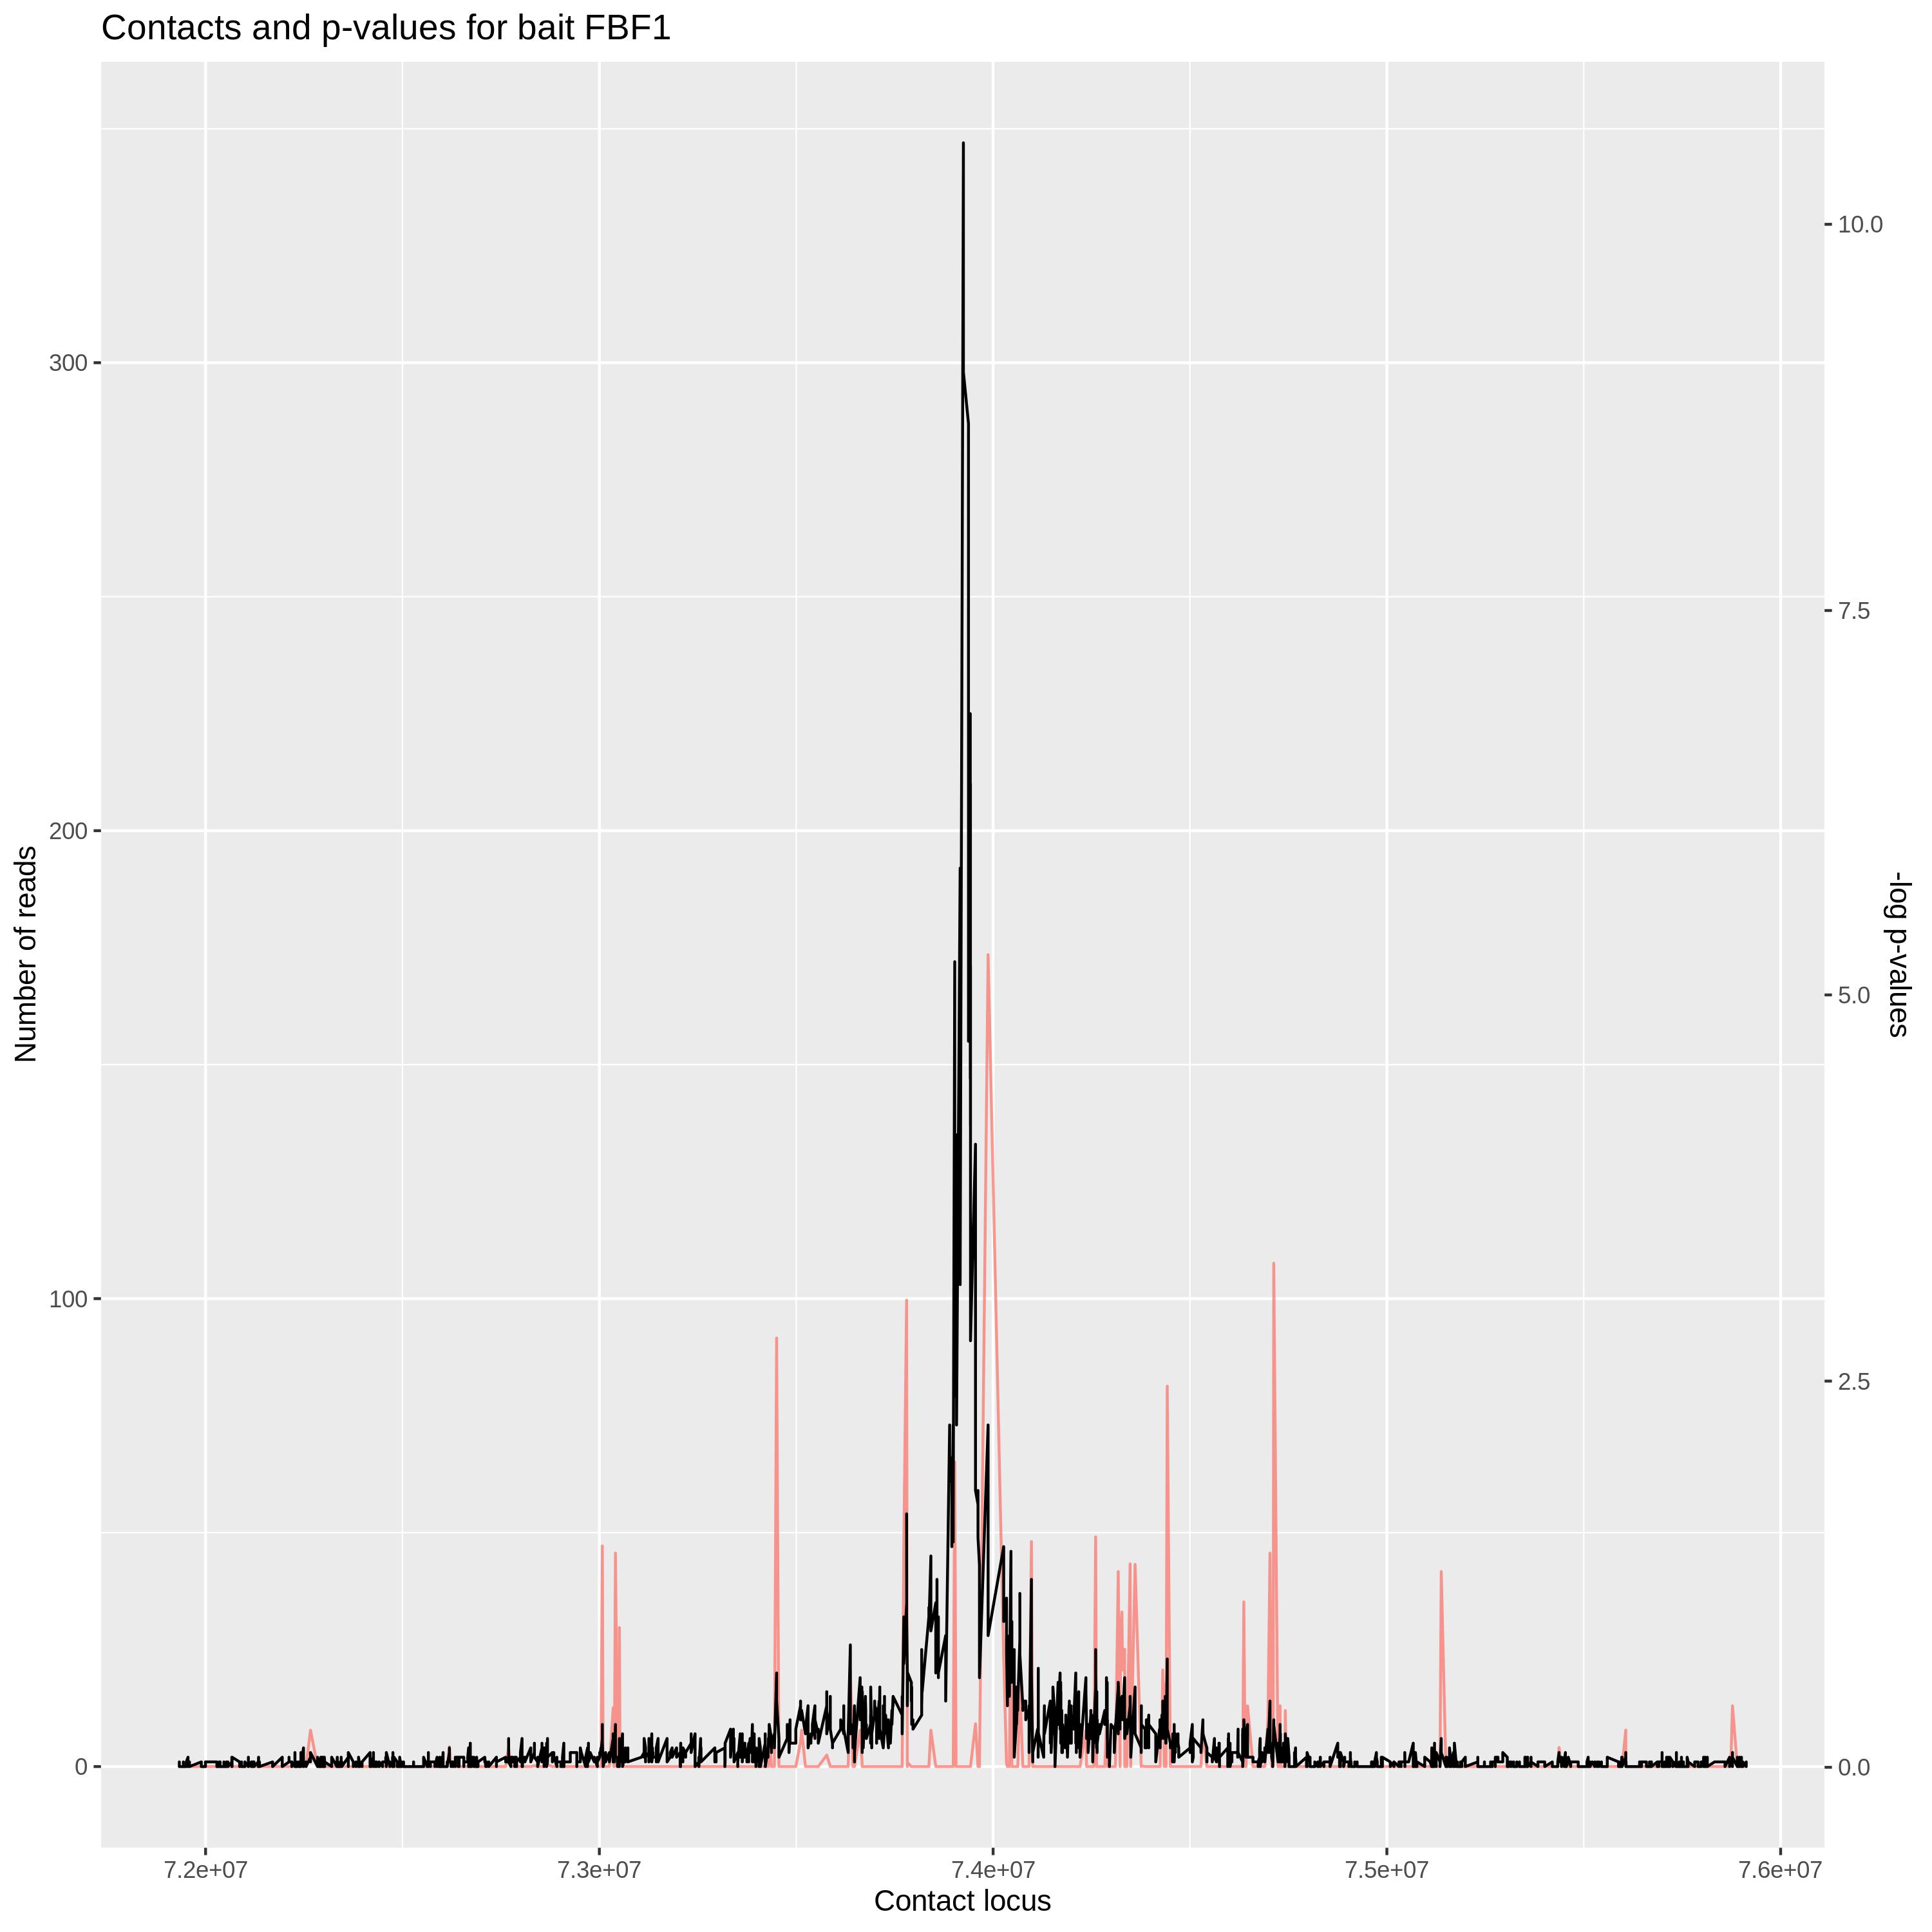 Contacts and p-values for bait FBF1
Number of reads
300
200
100
0
10.0
7.5
5.0
2.5
0.0
-log p-values
7.2e+07
7.3e+07
7.4e+07
7.5e+07
7.6e+07
Contact locus